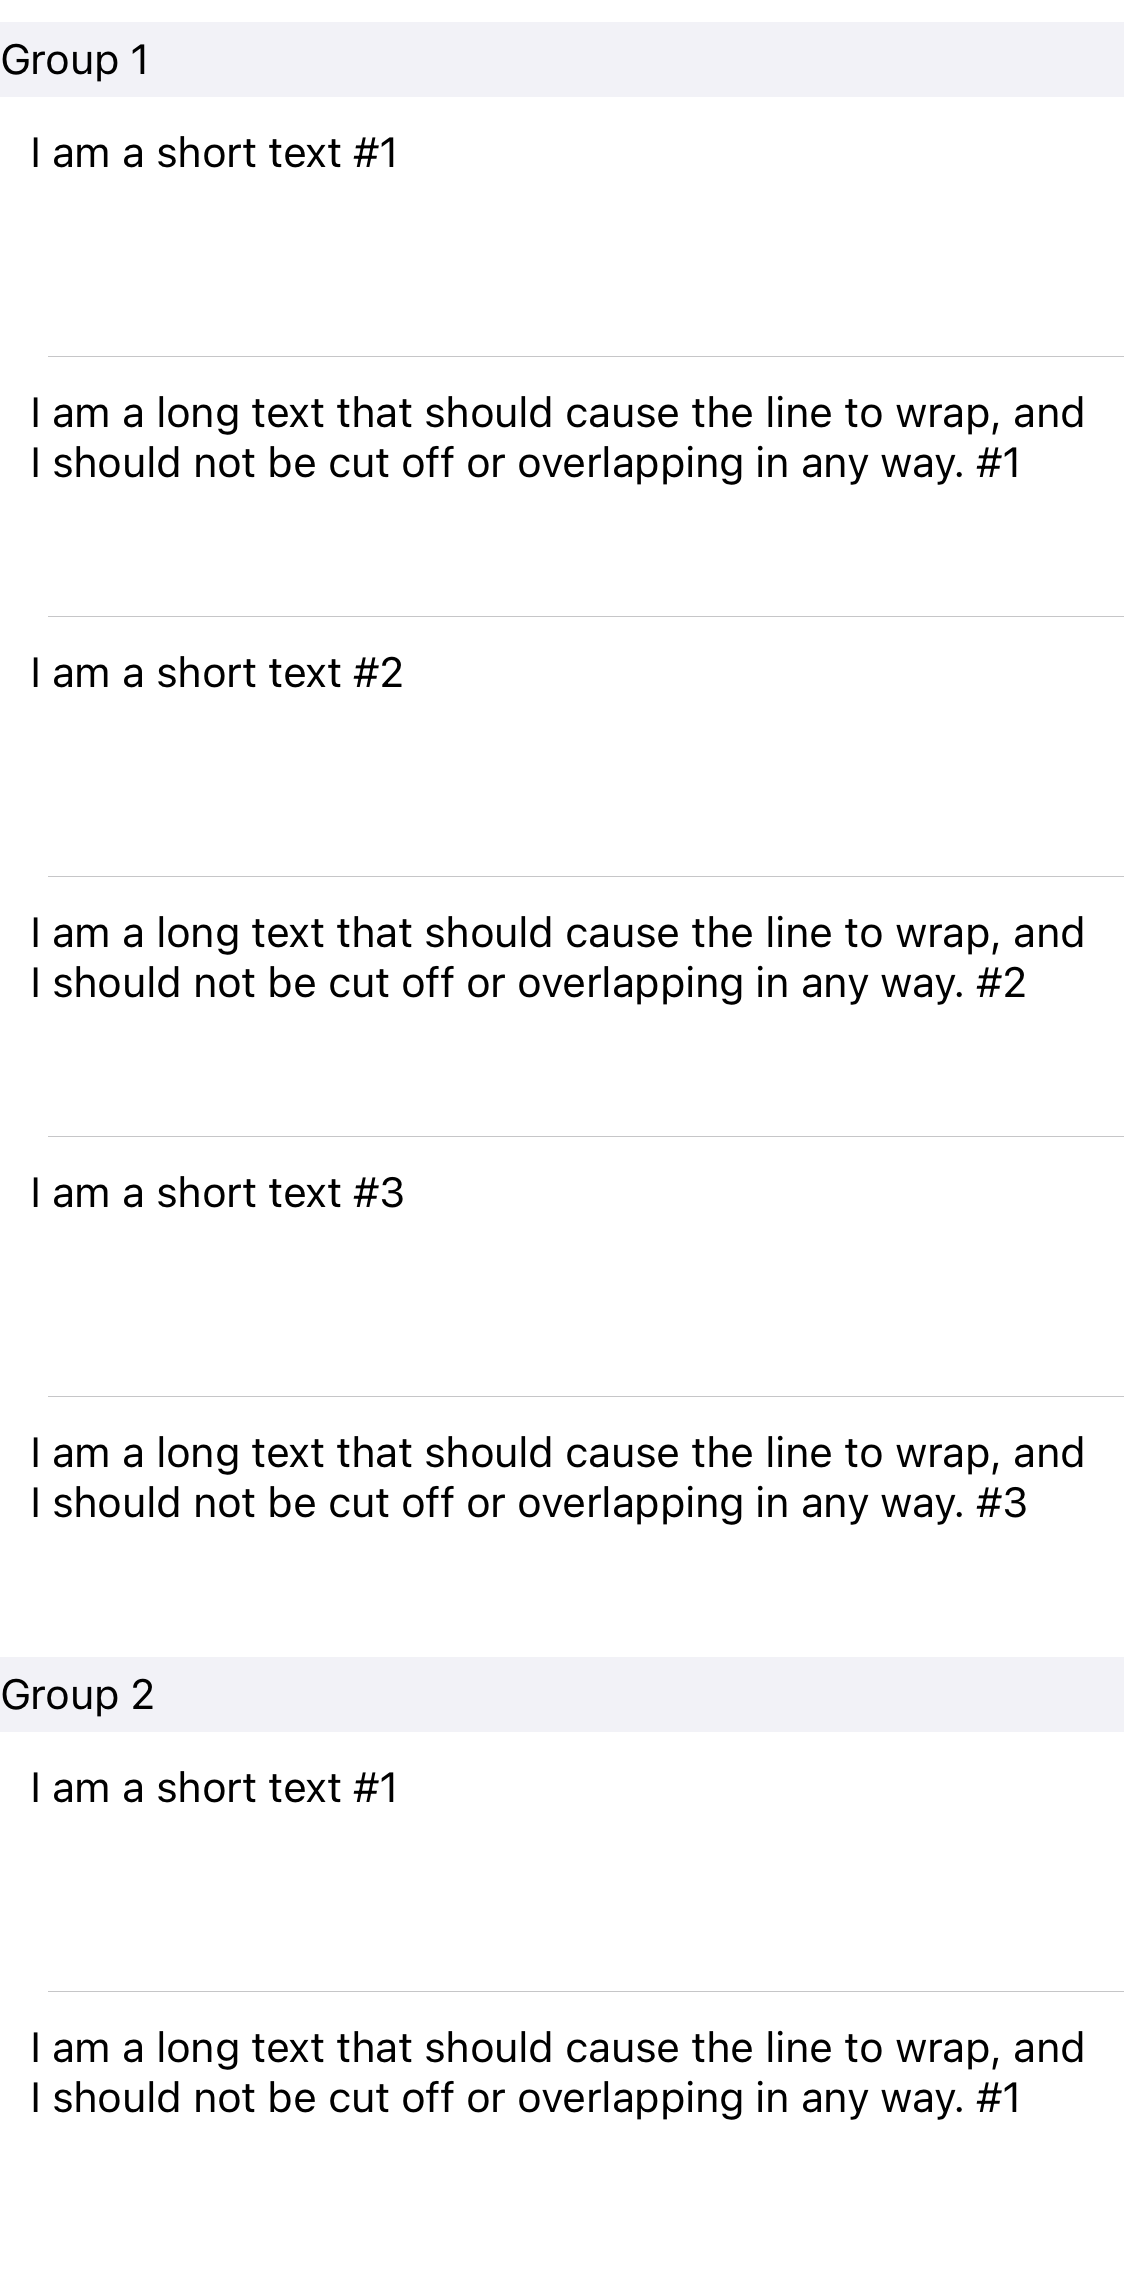 Group 1
I am a short text #1
I am a long text that should cause the line to wrap, and
I should not be cut off or overlapping in any way. #1
I am a short text #2
I am a long text that should cause the line to wrap, and
I should not be cut off or overlapping in any way. #2
I am a short text #3
I am a long text that should cause the line to wrap, and
I should not be cut off or overlapping in any way. #3
Group 2
I am a short text #1
I am a long text that should cause the line to wrap, and
I should not be cut off or overlapping in any way. #1